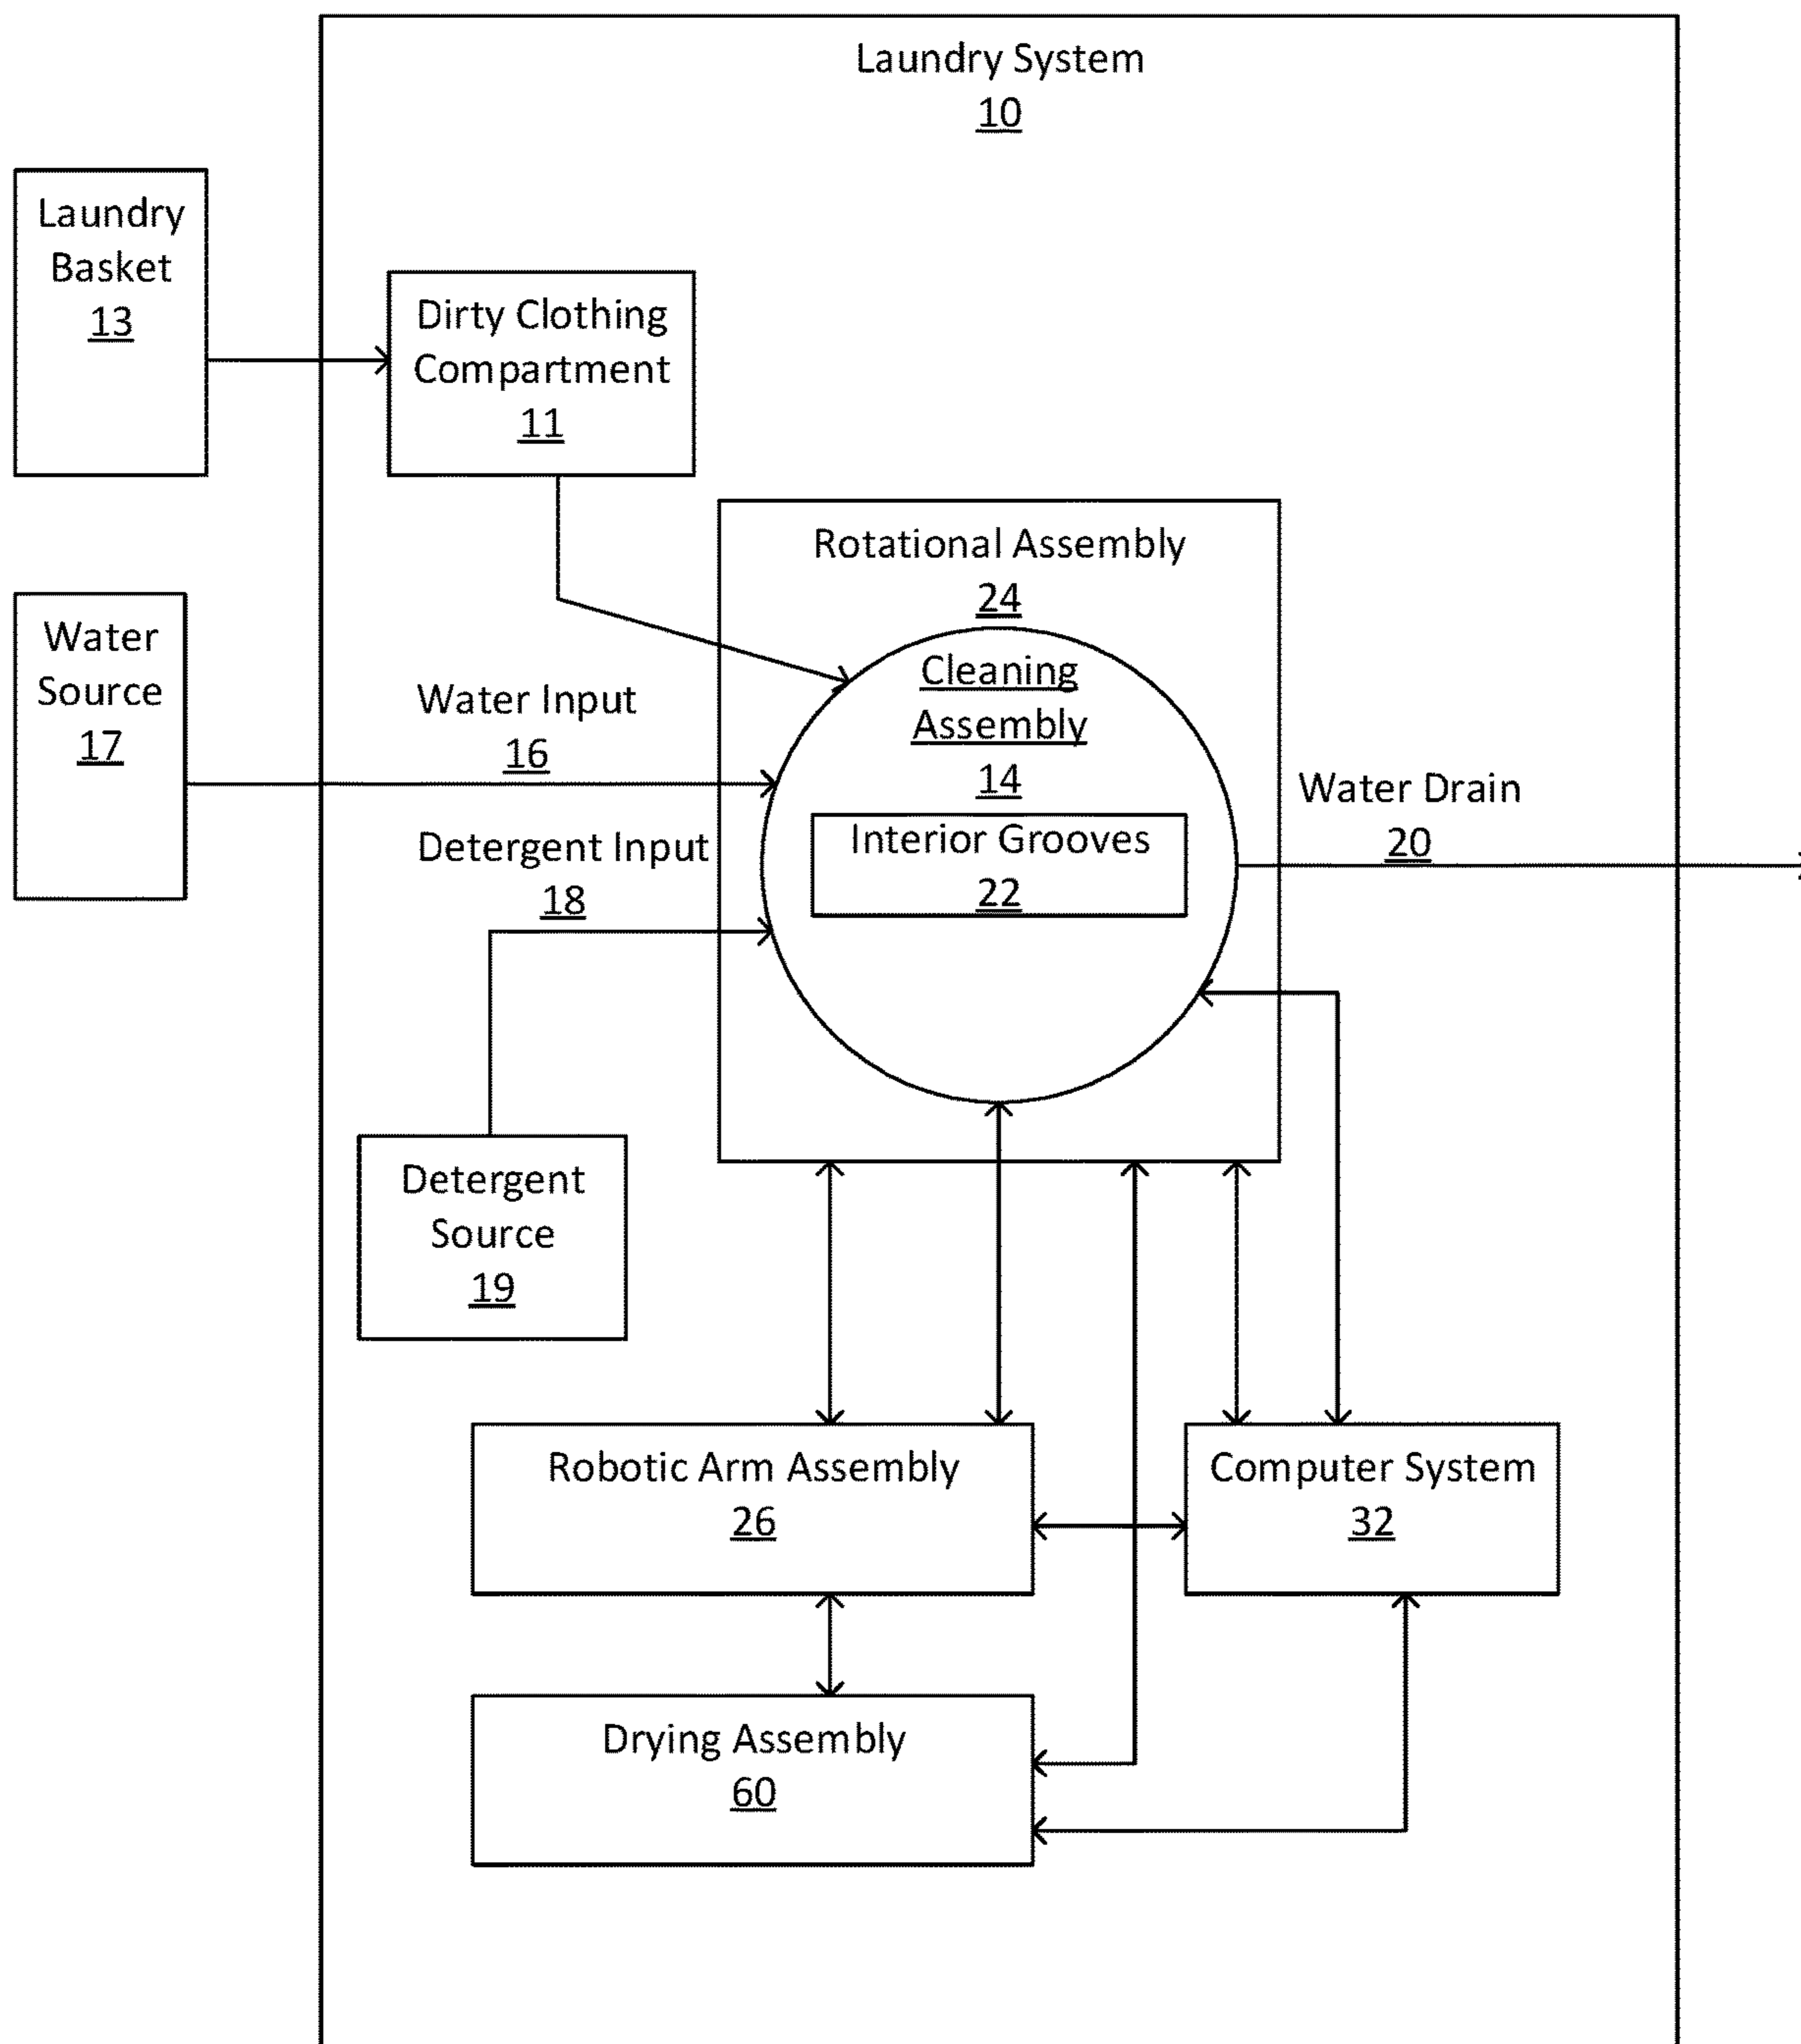 Laundry System
10
Laundry
Basket
13
Dirty Clothing
Compartment
11
Rotational Assembly
24
Water
Source
17
Water Input
16
Cleaning
Assembly
14
Water Drain
20
Detergent Input
18
Interior Grooves
22
Detergent
Source
19
Robotic Arm Assembly
26
Computer System
32
Drying Assembly
60